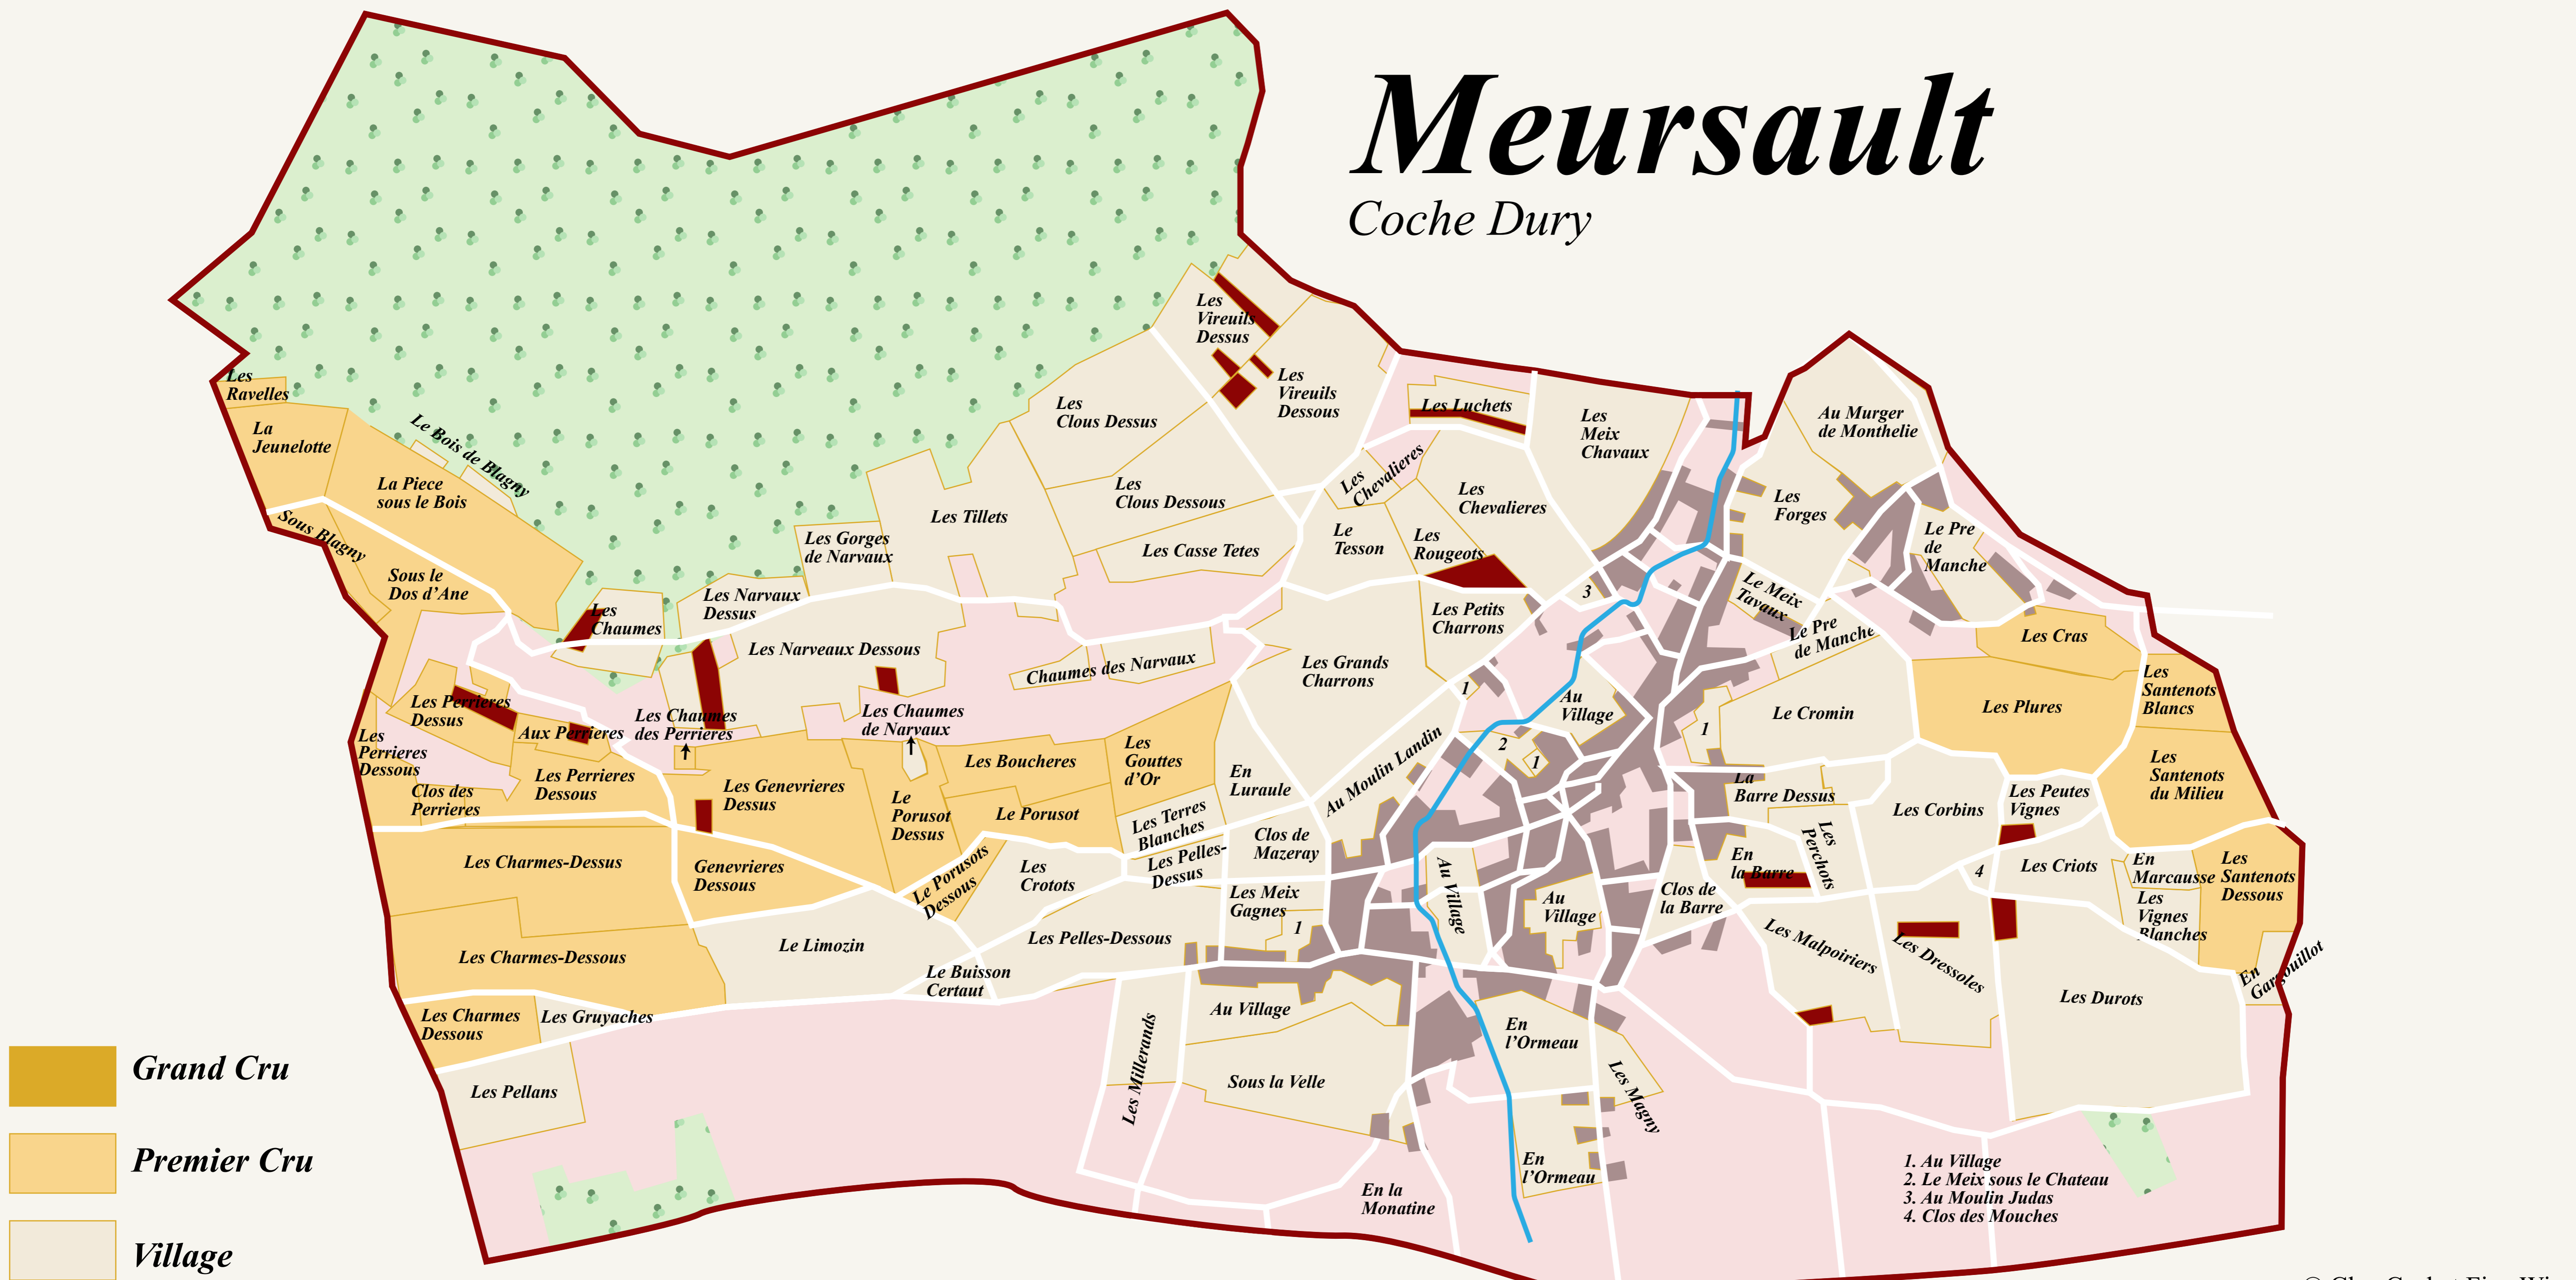 Meursault
Coche Dury
Les
Vireuils
Dessus
Les
Vireuils
Dessous
Les
Ravelles
La
Jeunelotte
Le Bois de Blagny
La Piece
sous le Bois
Sous Blagny
Sous le
Dos d'Ane
Les
Clous Dessus
Les
Clous Dessous
Les Tillets
Les Casse Tetes
Les Gorges
de Narvaux
Les Luchets
Les
Meix
Chavaux
Les
Chevalieres
Les
Chevalieres
Le
Tesson
Les
Rougeots
Au Murger
de Monthelie
Les
Forges
Le Pre
de
Manche
Le Meix
Tavaux
Le Pre
de Manche
Les Cras
Les
Chaumes
Les Narvaux
Dessus
Les Narveaux Dessous
Chaumes des Narvaux
Les Petits
Charrons
Les Grands
Charrons
3
1
Au
Village
2
1
1
Le Cromin
Les Plures
Les
Santenots
Blancs
Les
Santenots
du Milieu
Les Perrieres
Dessus
Aux Perrieres
Les
Perrieres
Dessous
Clos des
Perrieres
Les Perrieres
Dessous
Les Chaumes
des Perrieres
Les Chaumes
de Narvaux
Les Genevrieres
Dessus
Le
Porusot
Dessus
Les Boucheres
Le Porusot
Les
Gouttes
d'Or
En
Luraule
Au Moulin Landin
Les Terres
Blanches
Les Pelles-
Dessus
Clos de
Mazeray
La
Barre Dessus
Les
Perchots
Les Corbins
Les Peutes
Vignes
Les Charmes-Dessus
Genevrieres
Dessous
Le Porusots
Dessous
Les
Crotots
Les Meix
Gagnes
1
Au Village
Au
Village
Clos de
la Barre
En
la Barre
4
Les Criots
En
Marcausse
Les
Vignes
Blanches
Les
Santenots
Dessous
En
Gargouillot
Les Charmes-Dessous
Le Limozin
Les Pelles-Dessous
Le Buisson
Certaut
Les Malpoiriers
Les Dressoles
Les Durots
Les Charmes
Dessous
Les Gruyaches
Les Pellans
Les Millerands
Au Village
Sous la Velle
En
l'Ormeau
Les Magny
En
l'Ormeau
En la
Monatine
Grand Cru
Premier Cru
Village
1. Au Village
2. Le Meix sous le Chateau
3. Au Moulin Judas
4. Clos des Mouches